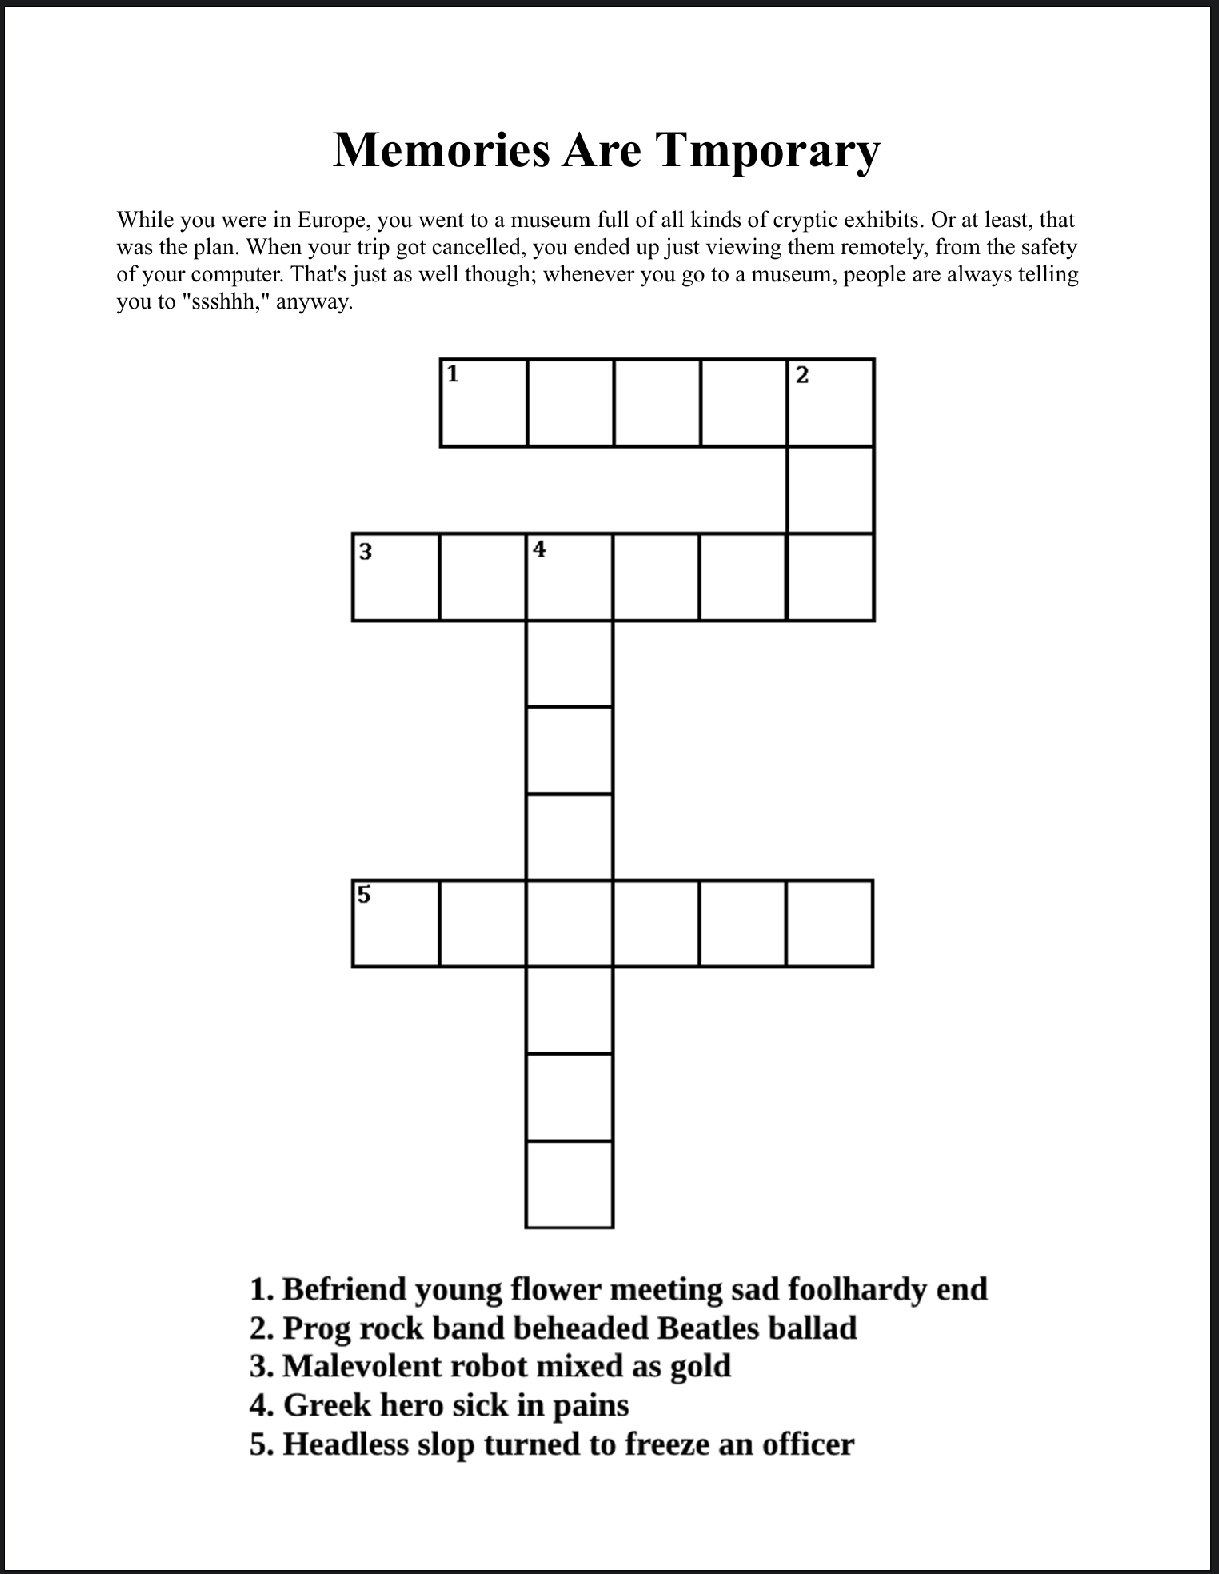 Memories Are Tmporary
While you were in Europe, you went to a museum full of all kinds of cryptic exhibits. Or at least, that
was the plan. When your trip got cancelled, you ended up just viewing them remotely, from the safety
of your computer. That's just as well though; whenever you go to a museum, people are always telling
you to "ssshhh," anyway.
1 2
3 4
5
1. Befriend young flower meeting sad foolhardy end
2. Prog rock band beheaded Beatles ballad
3. Malevolent robot mixed as gold
4. Greek hero sick in pains
5. Headless slop turned to freeze an officer